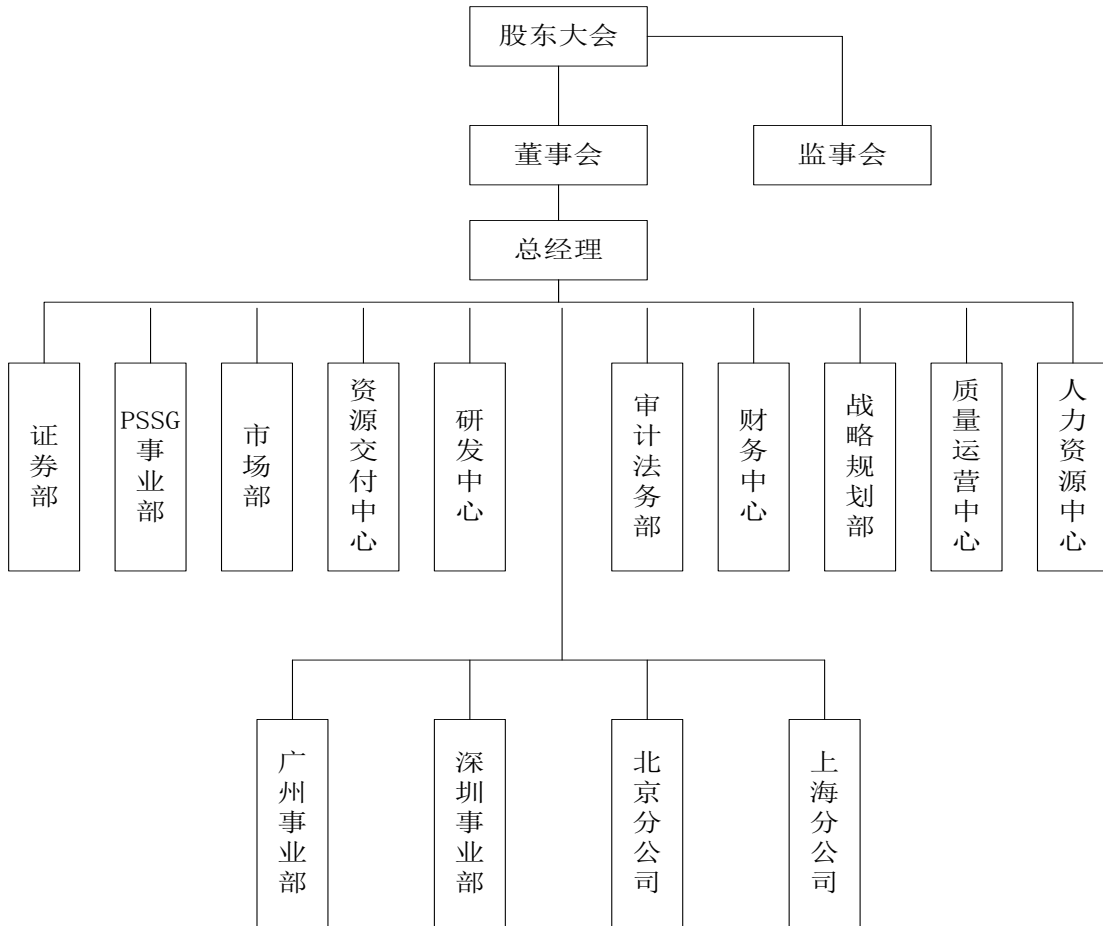 股东大会
董事会
监事会
总经理
证券部
PSSG事业部
市场部
资源交付中心
研发中心
审计法务部
财务中心
战略规划部
质量运营中心
人力资源中心
广州事业部
深圳事业部
北京分公司
上海分公司